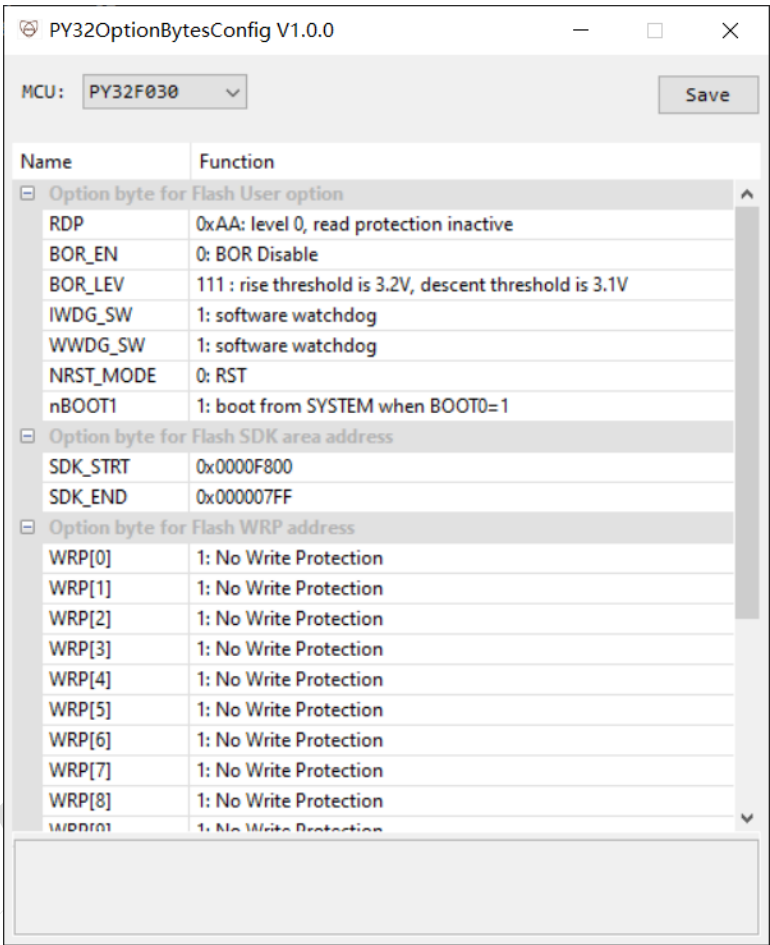 PY32OptionBytesConfig V1.0.0
MCU: PY32F030 Save
Name Function
Option byte for Flash User option
RDP 0xAA: level 0, read protection inactive
BOR_EN 0: BOR Disable
BOR_LEV 111 : rise threshold is 3.2V, descent threshold is 3.1V
IWDG_SW 1: software watchdog
WWDG_SW 1: software watchdog
NRST_MODE 0: RST
nBOOT1 1: boot from SYSTEM when BOOT0=1
Option byte for Flash SDK area address
SDK_STRT 0x0000F800
SDK_END 0x000007FF
Option byte for Flash WRP address
WRP[0] 1: No Write Protection
WRP[1] 1: No Write Protection
WRP[2] 1: No Write Protection
WRP[3] 1: No Write Protection
WRP[4] 1: No Write Protection
WRP[5] 1: No Write Protection
WRP[6] 1: No Write Protection
WRP[7] 1: No Write Protection
WRP[8] 1: No Write Protection
WRP[9] 1: No Write Protection